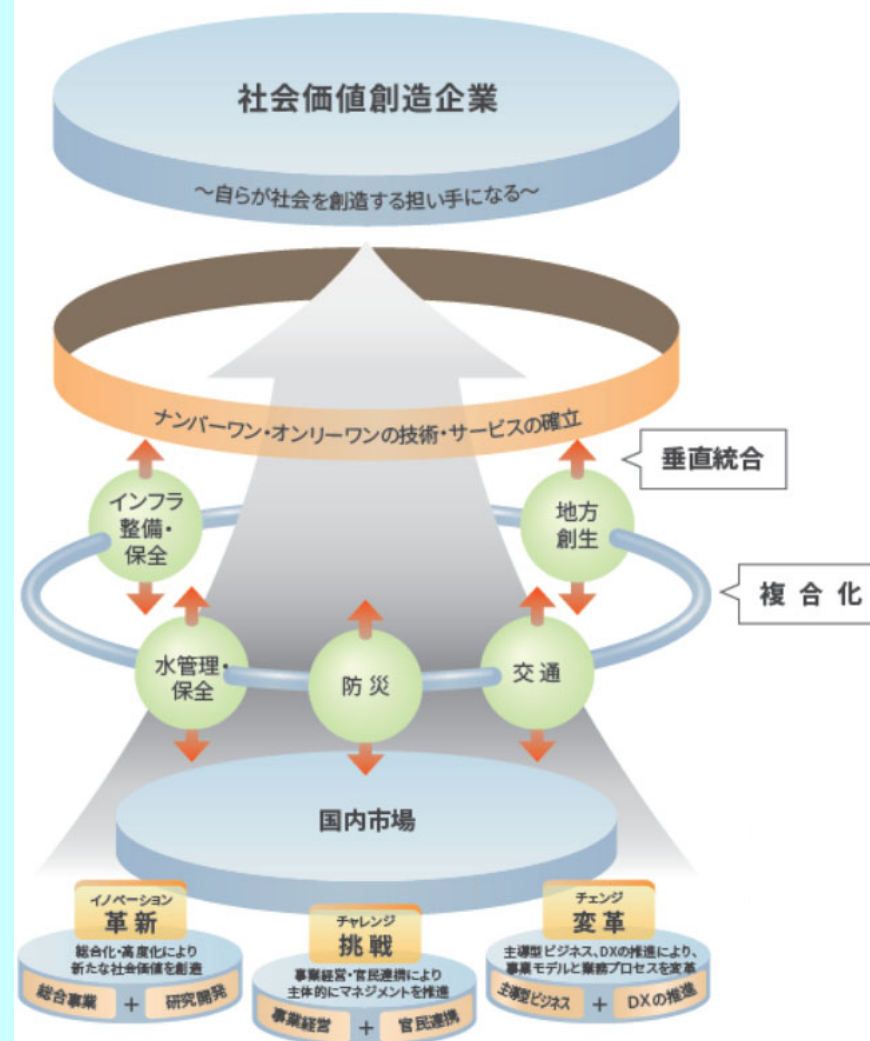 社会価値創造企業
～自らが社会を創造する担い手になる～
ナンバーワン・オンリーワンの技術・サービスの確立
垂直統合
インフラ
整備・
保全
地方
創生
複合化
水管理・
保全
防災
交通
国内市場
イノベーション
革新
総合化・高度化により
新たな社会価値を創造
総合事業 + 研究開発
チャレンジ
挑戦
事業経営・官民連携により
主体的にマネジメントを推進
事業経営 + 官民連携
チェンジ
変革
主導型ビジネス、DXの推進により、
事業モデルと業務プロセスを変革
主導型ビジネス + DXの推進